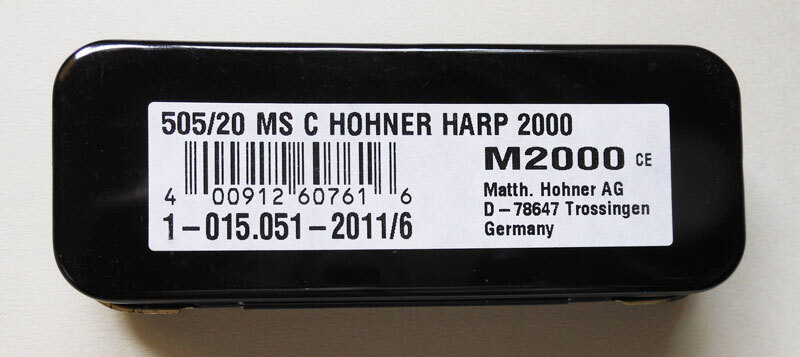 505/20 MS C HOHNER HARP 2000
M2000 CE
4 00912 60761 6
Matth. Hohner AG
D–78647 Trossingen
Germany
1–015.051–2011/6